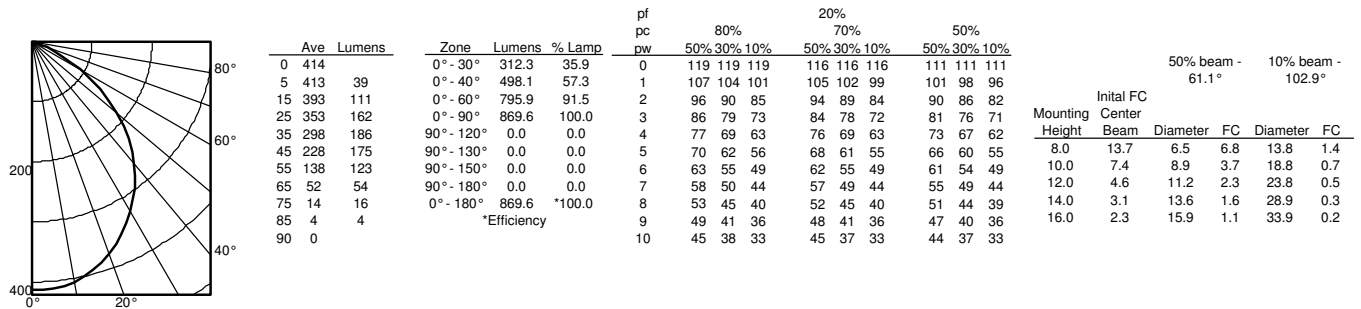 80°
60°
200
40°
400
0° 20°
Ave Lumens
0 414
5 413 39
15 393 111
25 353 162
35 298 186
45 228 175
55 138 123
65 52 54
75 14 16
85 4 4
90 0
Zone Lumens % Lamp
0°- 30° 312.3 35.9
0°- 40° 498.1 57.3
0°- 60° 795.9 91.5
0°- 90° 869.6 100.0
90°- 120° 0.0 0.0
90°- 130° 0.0 0.0
90°- 150° 0.0 0.0
90°- 180° 0.0 0.0
0°- 180° 869.6 *100.0
*Efficiency
pf 20%
pc 80% 70% 50%
pw 50% 30% 10% 50% 30% 10% 50% 30% 10%
0 119 119 119 116 116 116 111 111 111
1 107 104 101 105 102 99 101 98 96
2 96 90 85 94 89 84 90 86 82
3 86 79 73 84 78 72 81 76 71
4 77 69 63 76 69 63 73 67 62
5 70 62 56 68 61 55 66 60 55
6 63 55 49 62 55 49 61 54 49
7 58 50 44 57 49 44 55 49 44
8 53 45 40 52 45 40 51 44 39
9 49 41 36 48 41 36 47 40 36
10 45 38 33 45 37 33 44 37 33
50% beam - 10% beam -
61.1° 102.9°
Inital FC
Mounting Center
Height Beam Diameter FC Diameter FC
8.0 13.7 6.5 6.8 13.8 1.4
10.0 7.4 8.9 3.7 18.8 0.7
12.0 4.6 11.2 2.3 23.8 0.5
14.0 3.1 13.6 1.6 28.9 0.3
16.0 2.3 15.9 1.1 33.9 0.2